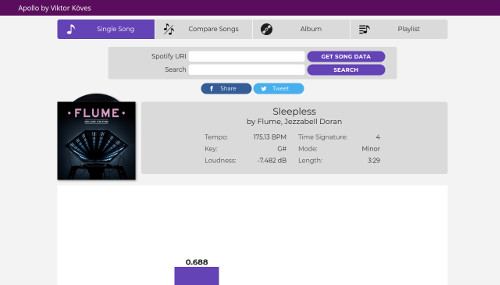 Apollo by Viktor Köves
Single Song
Compare Songs
Album
Playlist
Spotify URI
GET SONG DATA
Search
SEARCH
Share
Tweet
FLUME
Sleepless
by Flume, Jezzabell Doran
Tempo: 175.13 BPM Time Signature: 4
Key: G# Mode: Minor
Loudness: -7.482 dB Length: 3:29
0.688